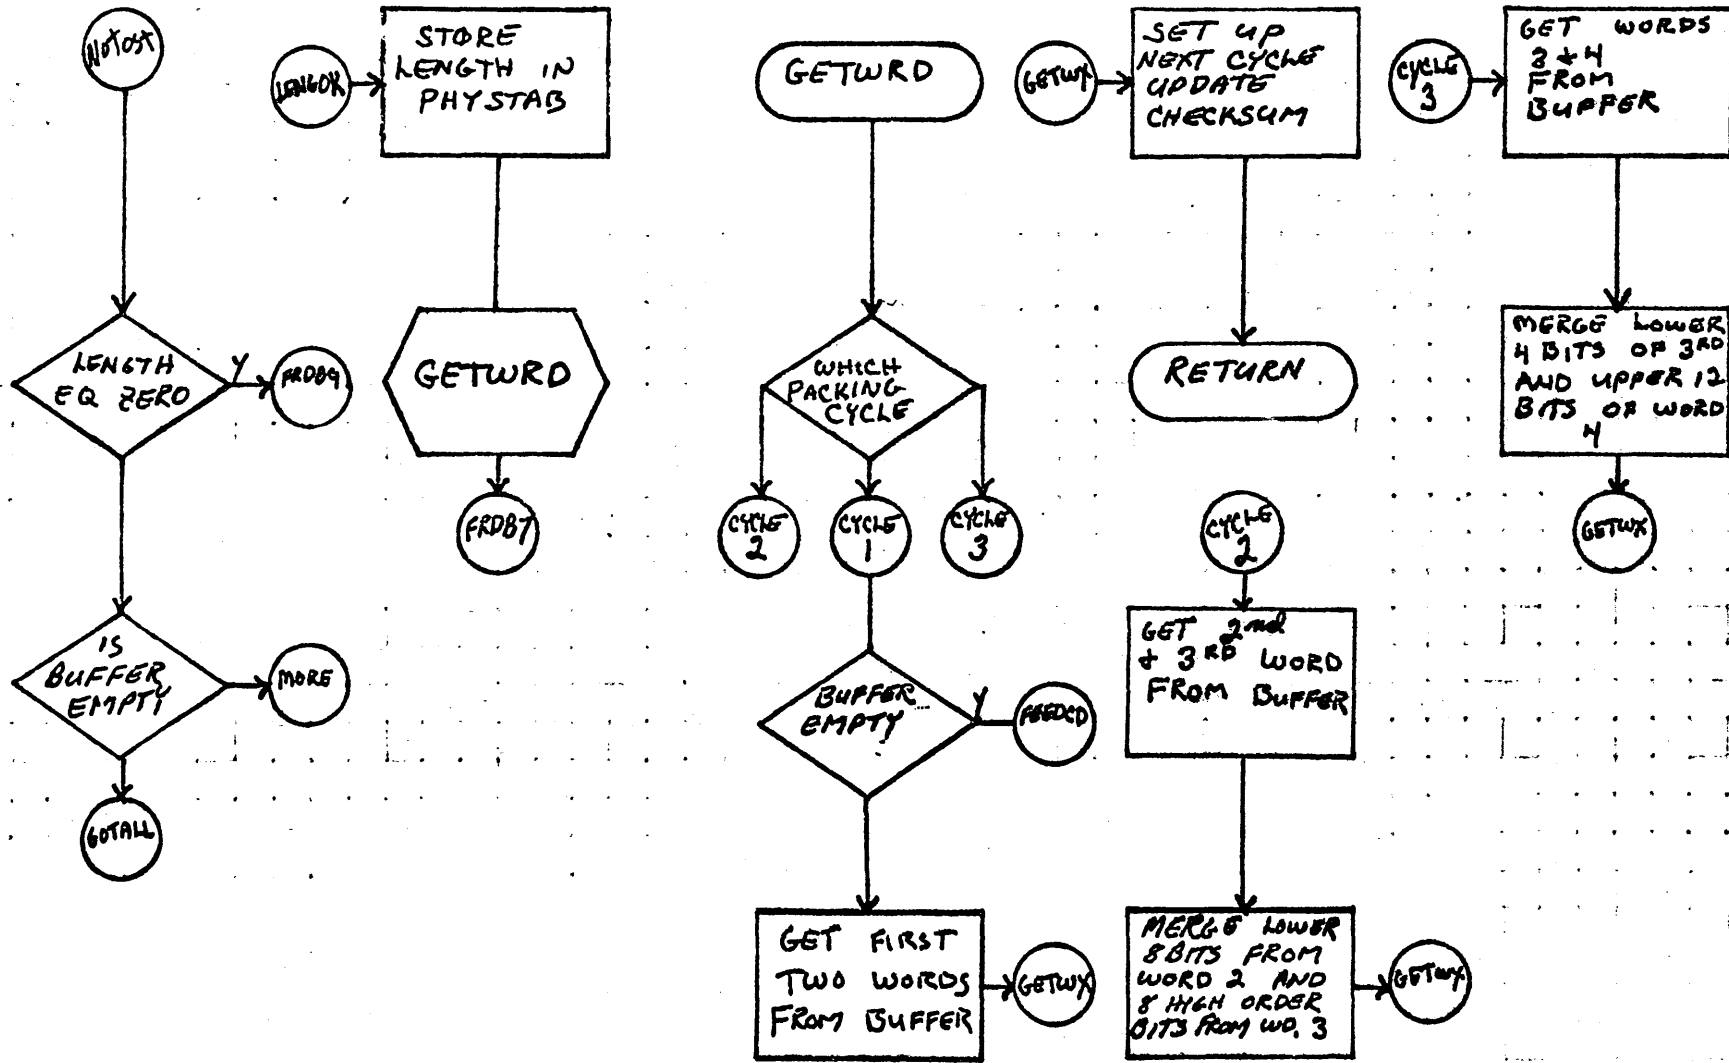 NOTOST
LENGTH
EQ ZERO
Y
FRDB9
IS
BUFFER
EMPTY
MORE
GOTALL
LENGOK
STORE
LENGTH IN
PHYSTAB
GETWRD
FRDB7
GETWRD
WHICH
PACKING
CYCLE
CYCLE
2
CYCLE
1
CYCLE
3
BUFFER
EMPTY
Y
FEEDCD
GET FIRST
TWO WORDS
FROM BUFFER
GETWX
GETWX
SET UP
NEXT CYCLE
UPDATE
CHECKSUM
RETURN
CYCLE
2
GET 2nd
& 3RD WORD
FROM BUFFER
MERGE LOWER
8 BITS FROM
WORD 2 AND
8 HIGH ORDER
BITS FROM WD. 3
GETWX
CYCLE
3
GET WORDS
3 & 4
FROM
BUFFER
MERGE LOWER
4 BITS OF 3RD
AND UPPER 12
BITS OF WORD
4
GETWX